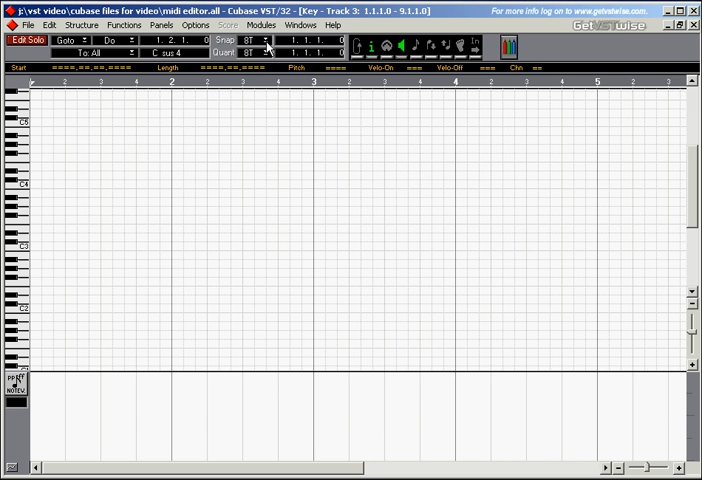 j:\vst video\cubase files for video\midi editor.all - Cubase VST/32 - [Key - Track 3: 1.1.1.0 - 9.1.1.0] For more info log on to www.getvstwise.com.
File Edit Structure Functions Panels Options Score Modules Windows Help GetVSTwise
Edit Solo Goto Do 1. 2. 1. 0 Snap 8T 1. 1. 1. 0
To: All C sus 4 Quant 8T 1. 1. 1. 0
i In
Start ====.==.==.==== Length ====.==.==.==== Pitch ==== Velo-On === Velo-Off === Chn ==
2 3 4 2 2 3 4 3 2 3 4 4 2 3 4 5 2 3
C5
C4
C3
C2
NOTEV.